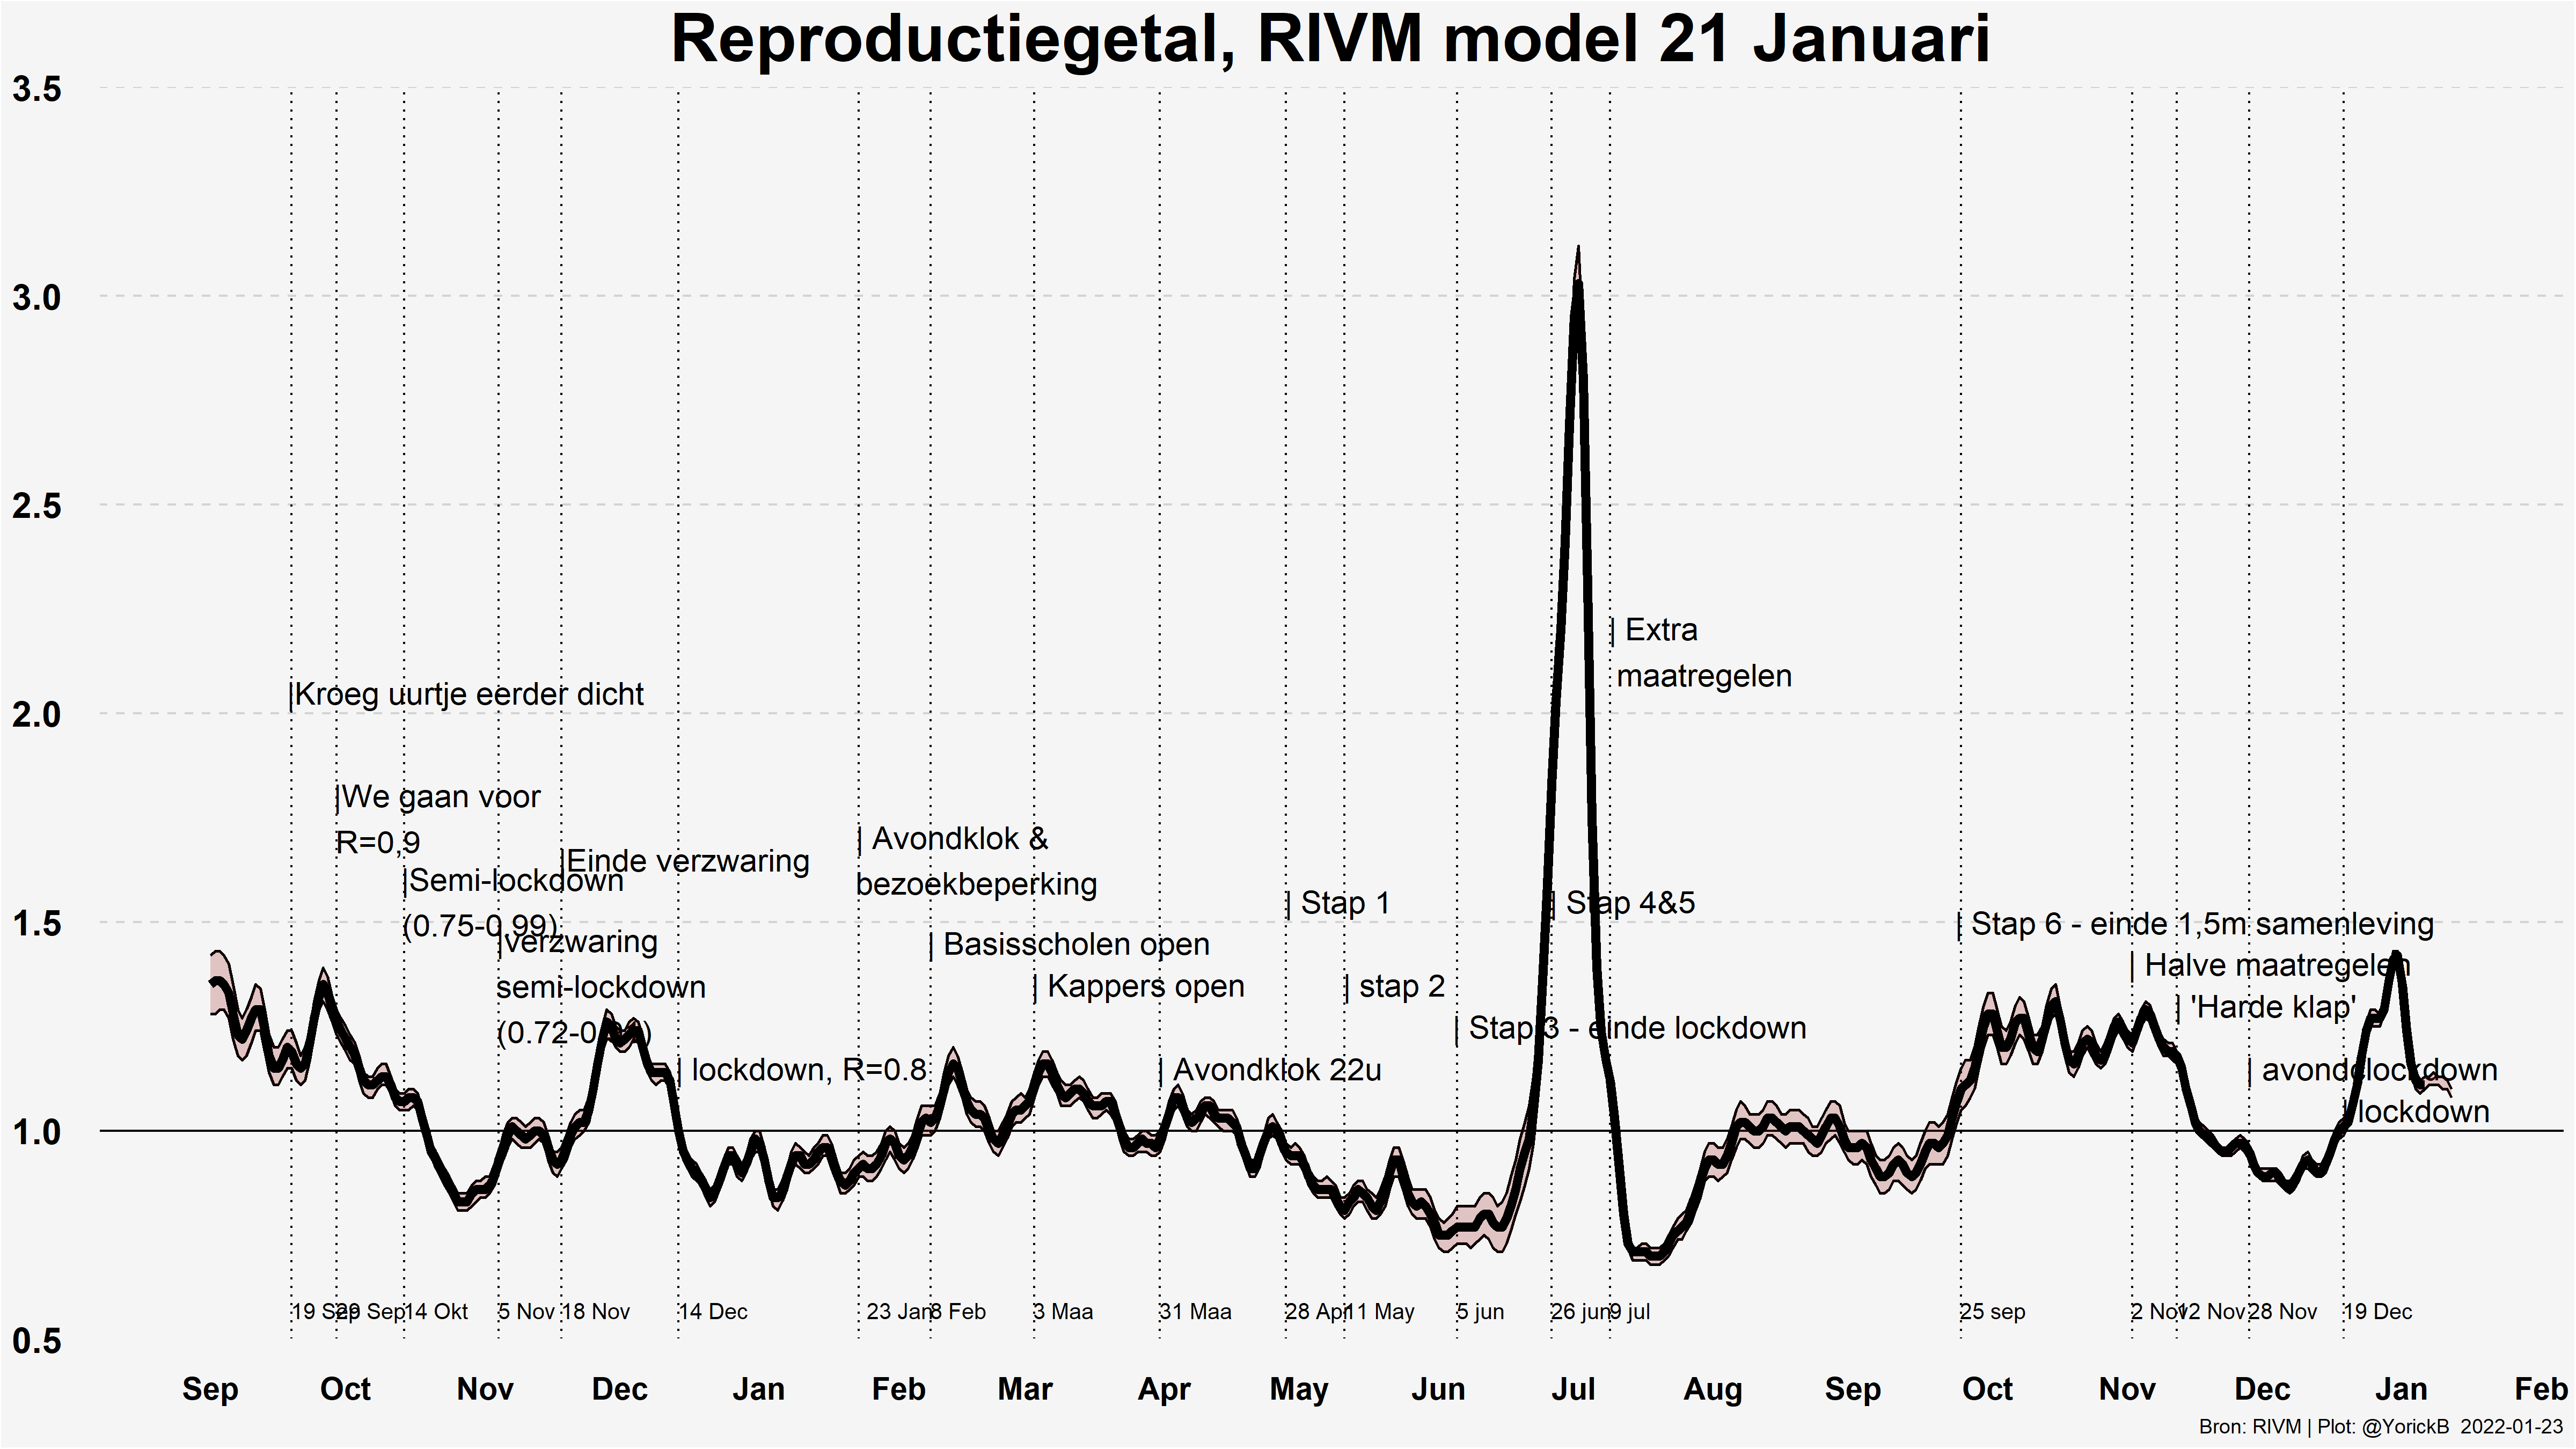 Reproductiegetal, RIVM model 21 Januari
3.5
3.0
2.5
2.0
1.5
1.0
0.5
|Kroeg uurtje eerder dicht
|We gaan voor
R=0,9
|Semi-lockdown
(0.75-0.99)
|verzwaring
semi-lockdown
(0.72-0.
|Einde verzwaring
| lockdown, R=0.8
| Avondklok &
bezoekbeperking
| Basisscholen open
| Kappers open
| Avondklok 22u
| Stap 1
| stap 2
| Stap 3 - einde lockdown
| Stap 4&5
| Extra
maatregelen
| Stap 6 - einde 1,5m samenleving
| Halve maatregelen
| 'Harde klap'
| avondclockdown
| lockdown
19 Sep
29 Sep
14 Okt
5 Nov
18 Nov
14 Dec
23 Jan
8 Feb
3 Maa
31 Maa
28 Apr
11 May
5 jun
26 jun
9 jul
25 sep
2 Nov
12 Nov
28 Nov
19 Dec
Sep Oct Nov Dec Jan Feb Mar Apr May Jun Jul Aug Sep Oct Nov Dec Jan Feb
Bron: RIVM | Plot: @YorickB 2022-01-23